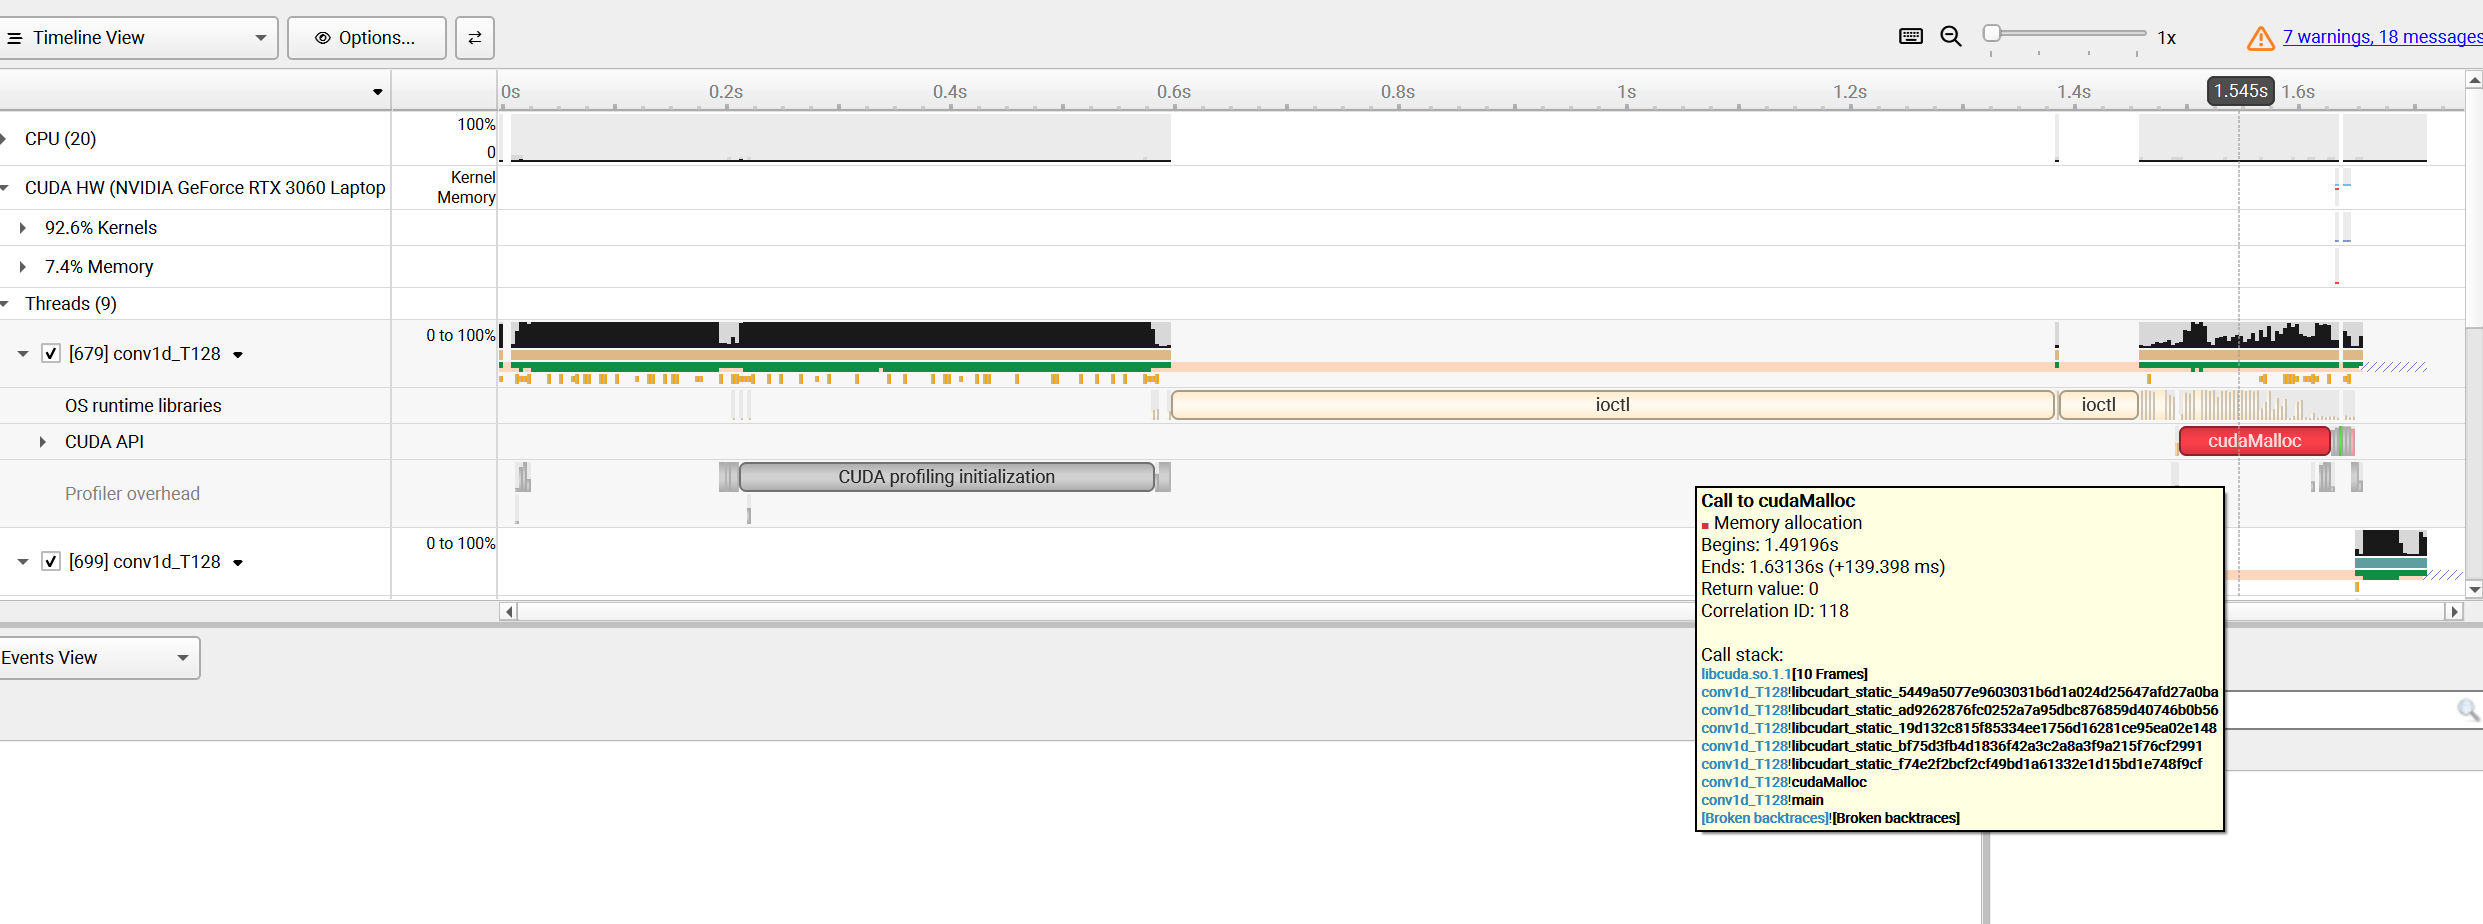 Timeline View
Options...
1x
7 warnings, 18 messages
0s 0.2s 0.4s 0.6s 0.8s 1s 1.2s 1.4s 1.545s 1.6s
CPU (20)
100%
0
CUDA HW (NVIDIA GeForce RTX 3060 Laptop
Kernel
Memory
92.6% Kernels
7.4% Memory
Threads (9)
[679] conv1d_T128
0 to 100%
OS runtime libraries
ioctl
ioctl
CUDA API
cudaMalloc
Profiler overhead
CUDA profiling initialization
[699] conv1d_T128
0 to 100%
Call to cudaMalloc
Memory allocation
Begins: 1.49196s
Ends: 1.63136s (+139.398 ms)
Return value: 0
Correlation ID: 118
Call stack:
libcuda.so.1.1[10 Frames]
conv1d_T128!libcudart_static_5449a5077e9603031b6d1a024d25647afd27a0ba
conv1d_T128!libcudart_static_ad9262876fc0252a7a95dbc876859d40746b0b56
conv1d_T128!libcudart_static_19d132c815f85334ee1756d16281ce95ea02e148
conv1d_T128!libcudart_static_bf75d3fb4d1836f42a3c2a8a3f9a215f76cf2991
conv1d_T128!libcudart_static_f74e2f2bcf2cf49bd1a61332e1d15bd1e748f9cf
conv1d_T128!cudaMalloc
conv1d_T128!main
[Broken backtraces]![Broken backtraces]
Events View